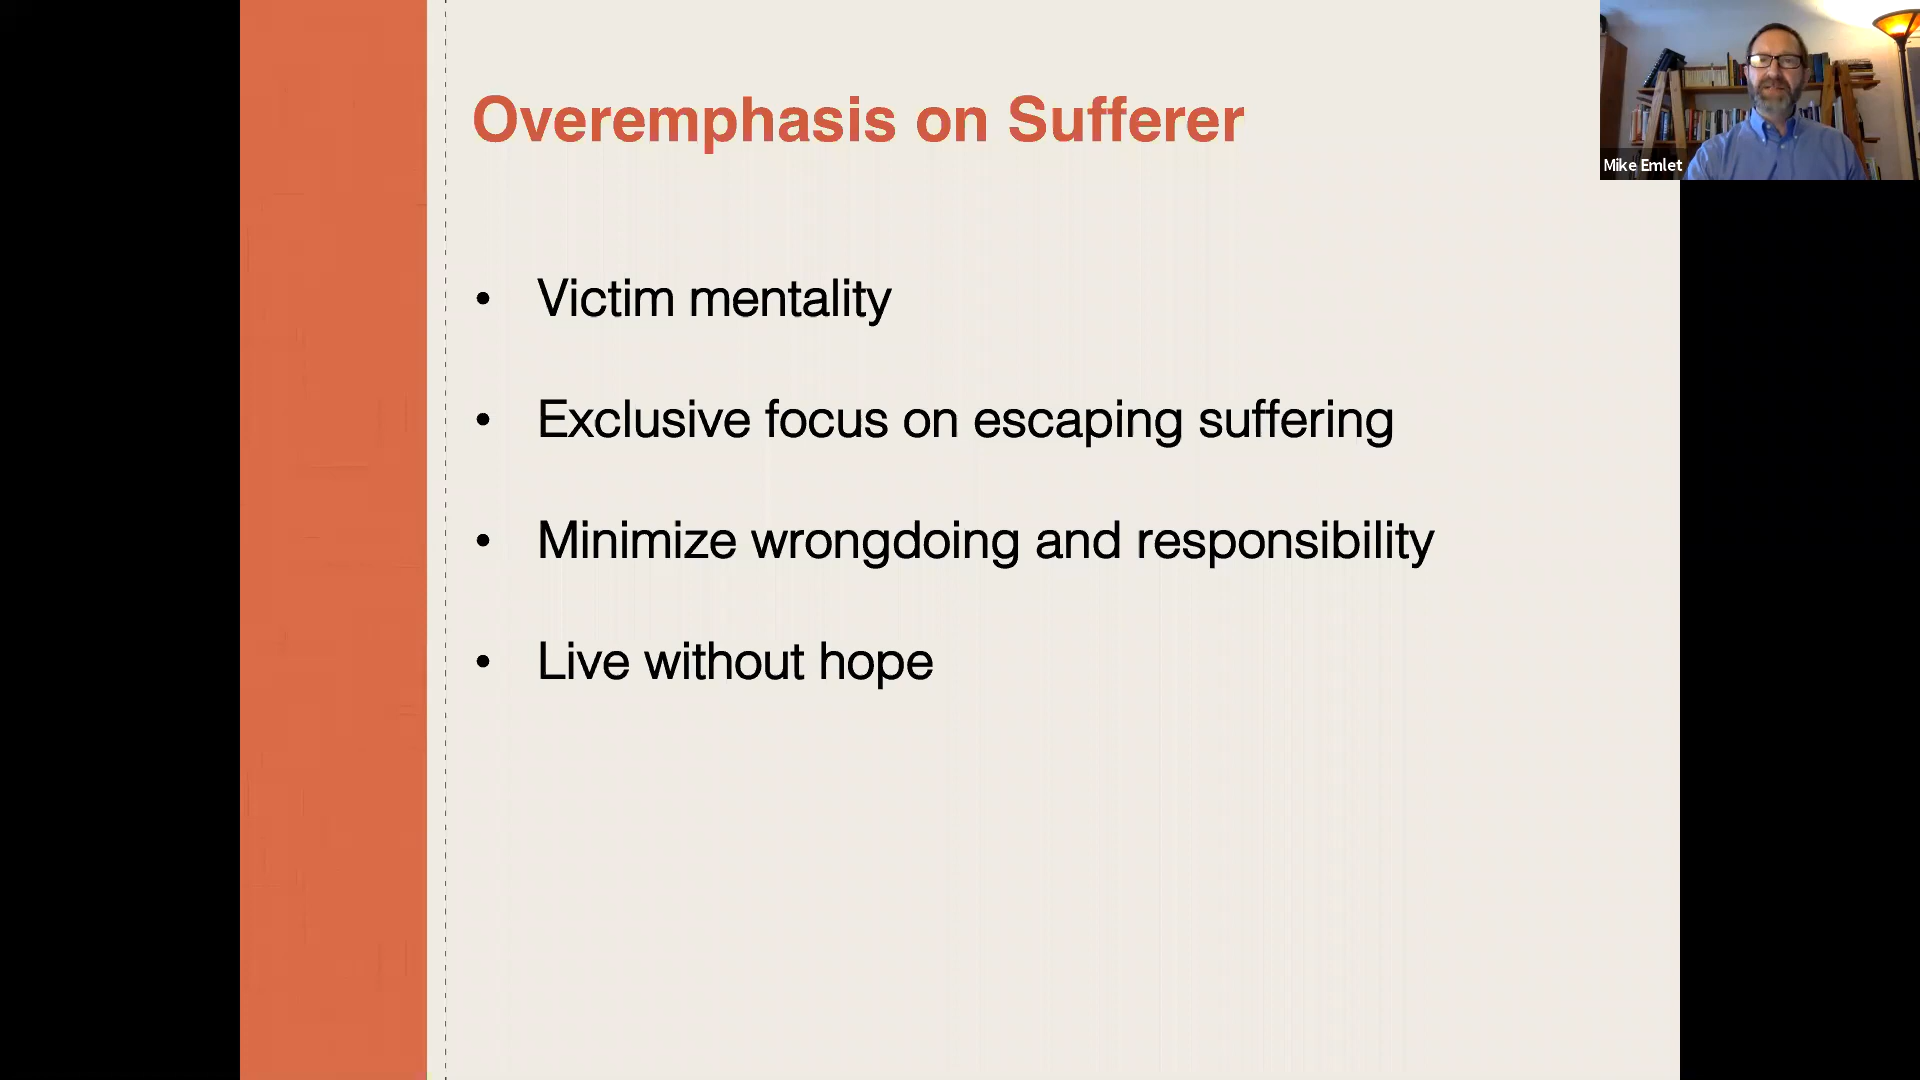 Overemphasis on Sufferer
Mike Emlet
• Victim mentality
• Exclusive focus on escaping suffering
• Minimize wrongdoing and responsibility
• Live without hope